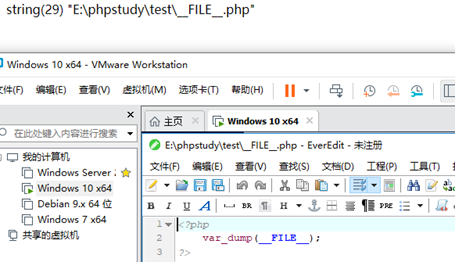 string(29) "E:\phpstudy\test\__FILE__.php"
Windows 10 x64 - VMware Workstation
文件(F) 编辑(E) 查看(V) 虚拟机(M) 选项卡(T) 帮助(H)
在此处键入内容进行搜索
主页
Windows 10 x64
我的计算机
Windows Server
Windows 10 x64
Debian 9.x 64 位
Windows 7 x64
共享的虚拟机
E:\phpstudy\test\__FILE__.php - EverEdit - 未注册
文件(F) 编辑(E) 查看(V) 查找(S) 文档(D) 工程(P) 工具(T)
B I U BR ¶ H PRE
1 <?php
2 var_dump(__FILE__);
3 ?>